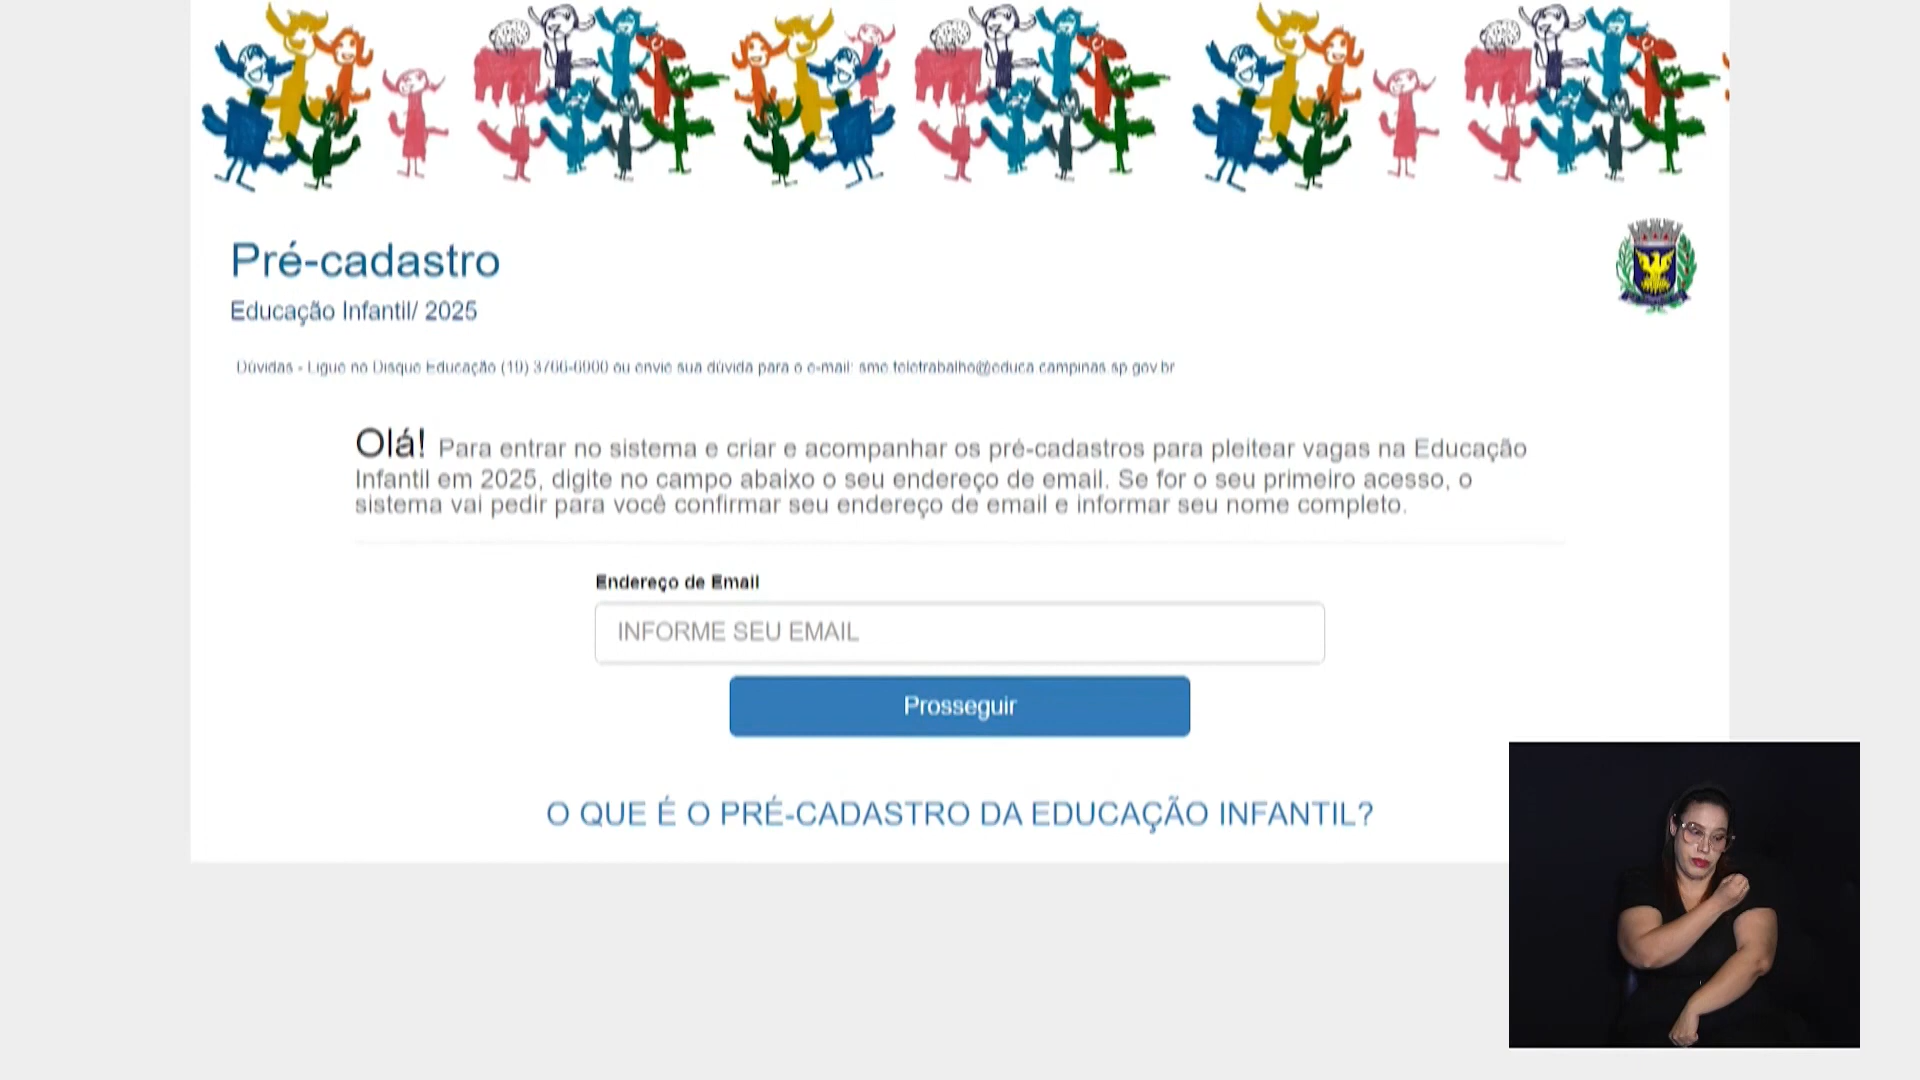 Pré-cadastro
Educação Infantil/ 2025
Dúvidas - Ligue no Disque Educação (19) 3766-6900 ou envie sua dúvida para o e-mail: sme.teletrabalho@educa.campinas.sp.gov.br
Olá! Para entrar no sistema e criar e acompanhar os pré-cadastros para pleitear vagas na Educação
Infantil em 2025, digite no campo abaixo o seu endereço de email. Se for o seu primeiro acesso, o
sistema vai pedir para você confirmar seu endereço de email e informar seu nome completo.
Endereço de Email
INFORME SEU EMAIL
Prosseguir
O QUE É O PRÉ-CADASTRO DA EDUCAÇÃO INFANTIL?